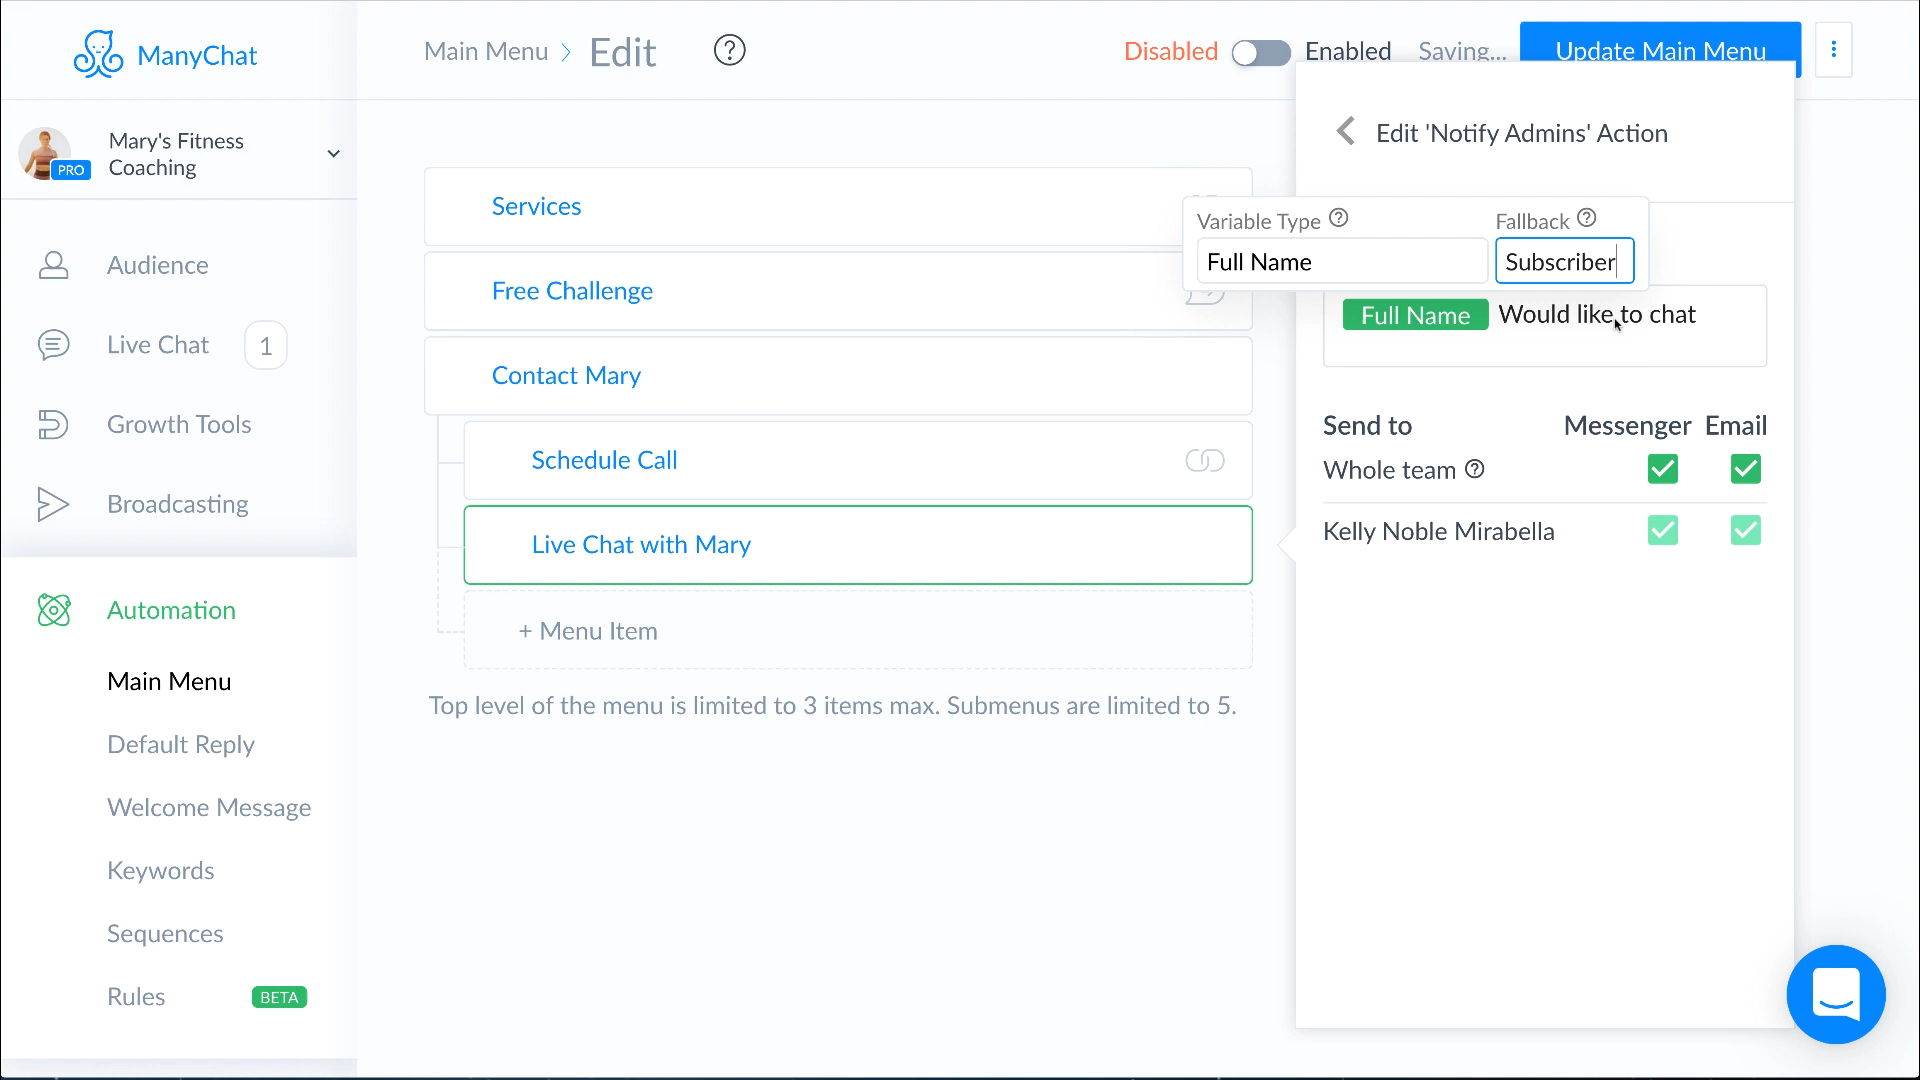 ManyChat
Main Menu > Edit ?
Disabled Enabled Saving... Update Main Menu
Mary's Fitness
Coaching
PRO
Audience
Live Chat 1
Growth Tools
Broadcasting
Automation
Main Menu
Default Reply
Welcome Message
Keywords
Sequences
Rules BETA
Services
Free Challenge
Contact Mary
Schedule Call
Live Chat with Mary
+ Menu Item
Top level of the menu is limited to 3 items max. Submenus are limited to 5.
Edit 'Notify Admins' Action
Variable Type ? Fallback ?
Full Name Subscriber
Full Name Would like to chat
Send to Messenger Email
Whole team ?
Kelly Noble Mirabella